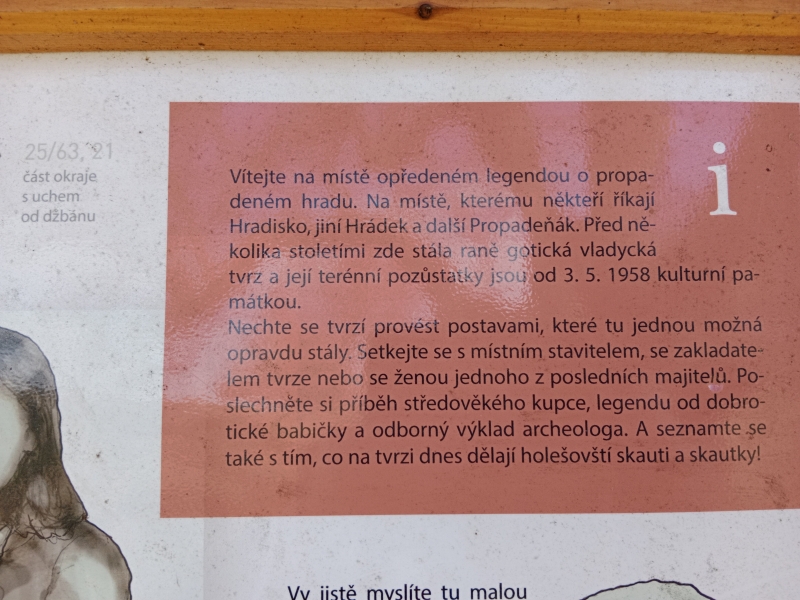 25/63, 21
část okraje
s uchem
od džbánu
i
Vítejte na místě opředeném legendou o propa-
deném hradu. Na místě, kterému někteří říkají
Hradisko, jiní Hrádek a další Propadeňák. Před ně-
kolika stoletími zde stála raně gotická vladycká
tvrz a její terénní pozůstatky jsou od 3. 5. 1958 kulturní pa-
mátkou.
Nechte se tvrzí provést postavami, které tu jednou možná
opravdu stály. Setkejte se s místním stavitelem, se zakladate-
lem tvrze nebo se ženou jednoho z posledních majitelů. Po-
slechněte si příběh středověkého kupce, legendu od dobro-
tické babičky a odborný výklad archeologa. A seznamte se
také s tím, co na tvrzi dnes dělají holešovští skauti a skautky!
Vy jistě myslíte tu malou